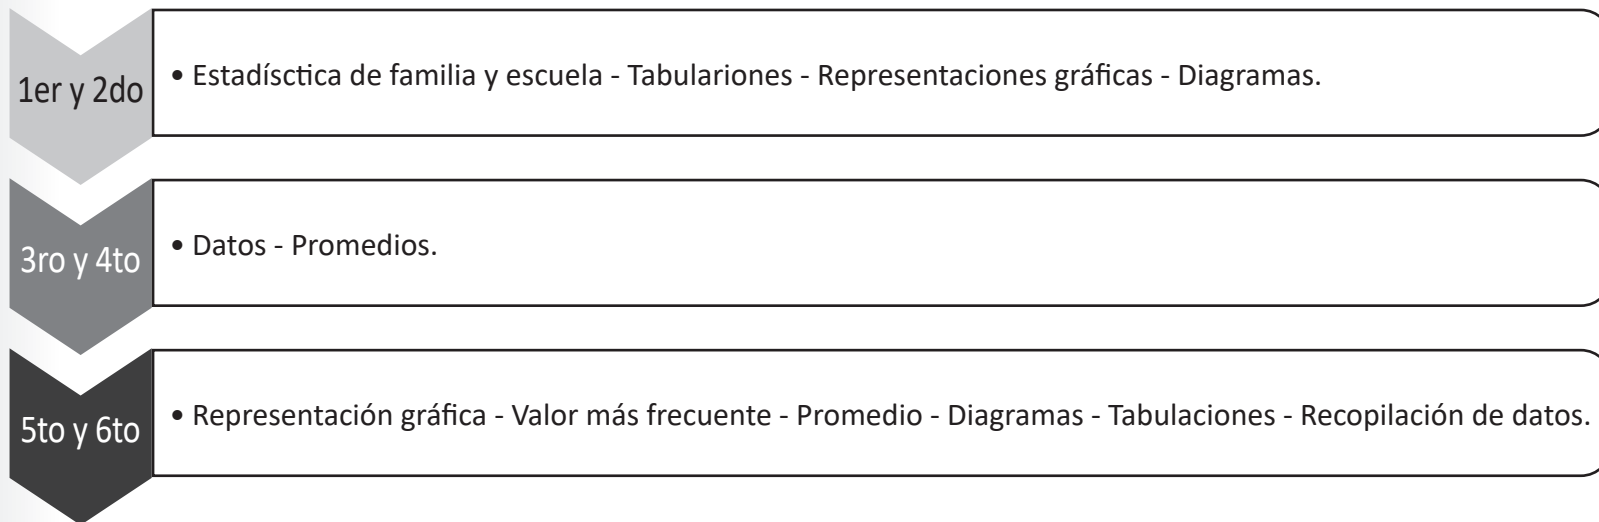 1er y 2do
• Estadísctica de familia y escuela - Tabulariones - Representaciones gráficas - Diagramas.
3ro y 4to
• Datos - Promedios.
5to y 6to
• Representación gráfica - Valor más frecuente - Promedio - Diagramas - Tabulaciones - Recopilación de datos.